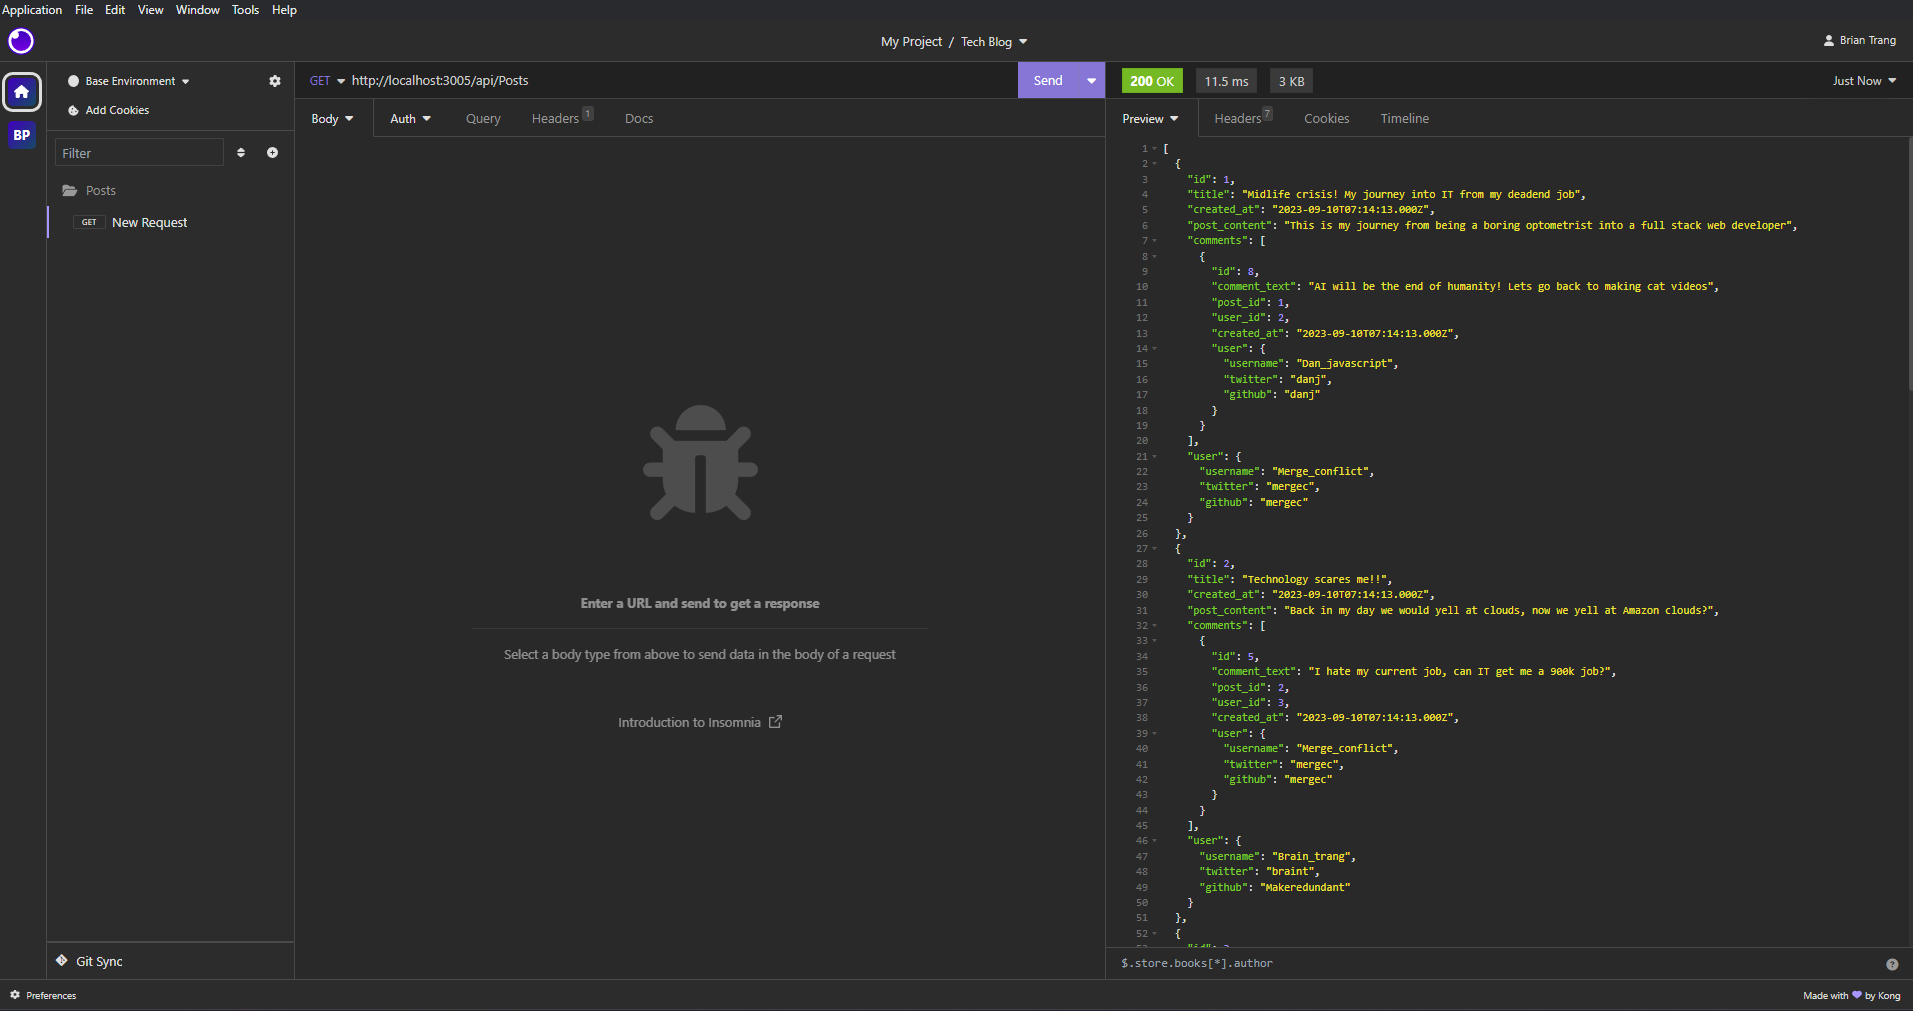 Application File Edit View Window Tools Help
My Project / Tech Blog
Brian Trang
BP
Base Environment
Add Cookies
Filter
Posts
GET New Request
Git Sync
GET http://localhost:3005/api/Posts
Send
Body Auth Query Headers 1 Docs
Enter a URL and send to get a response
Select a body type from above to send data in the body of a request
Introduction to Insomnia
200 OK 11.5 ms 3 KB Just Now
Preview Headers 7 Cookies Timeline
1 [
2 {
3 "id": 1,
4 "title": "Midlife crisis! My journey into IT from my deadend job",
5 "created_at": "2023-09-10T07:14:13.000Z",
6 "post_content": "This is my journey from being a boring optometrist into a full stack web developer",
7 "comments": [
8 {
9 "id": 8,
10 "comment_text": "AI will be the end of humanity! Lets go back to making cat videos",
11 "post_id": 1,
12 "user_id": 2,
13 "created_at": "2023-09-10T07:14:13.000Z",
14 "user": {
15 "username": "Dan_javascript",
16 "twitter": "danj",
17 "github": "danj"
18 }
19 }
20 ],
21 "user": {
22 "username": "Merge_conflict",
23 "twitter": "mergec",
24 "github": "mergec"
25 }
26 },
27 {
28 "id": 2,
29 "title": "Technology scares me!!",
30 "created_at": "2023-09-10T07:14:13.000Z",
31 "post_content": "Back in my day we would yell at clouds, now we yell at Amazon clouds?",
32 "comments": [
33 {
34 "id": 5,
35 "comment_text": "I hate my current job, can IT get me a 900k job?",
36 "post_id": 2,
37 "user_id": 3,
38 "created_at": "2023-09-10T07:14:13.000Z",
39 "user": {
40 "username": "Merge_conflict",
41 "twitter": "mergec",
42 "github": "mergec"
43 }
44 }
45 ],
46 "user": {
47 "username": "Brain_trang",
48 "twitter": "braint",
49 "github": "Makeredundant"
50 }
51 },
52 {
$.store.books[*].author
Preferences
Made with by Kong